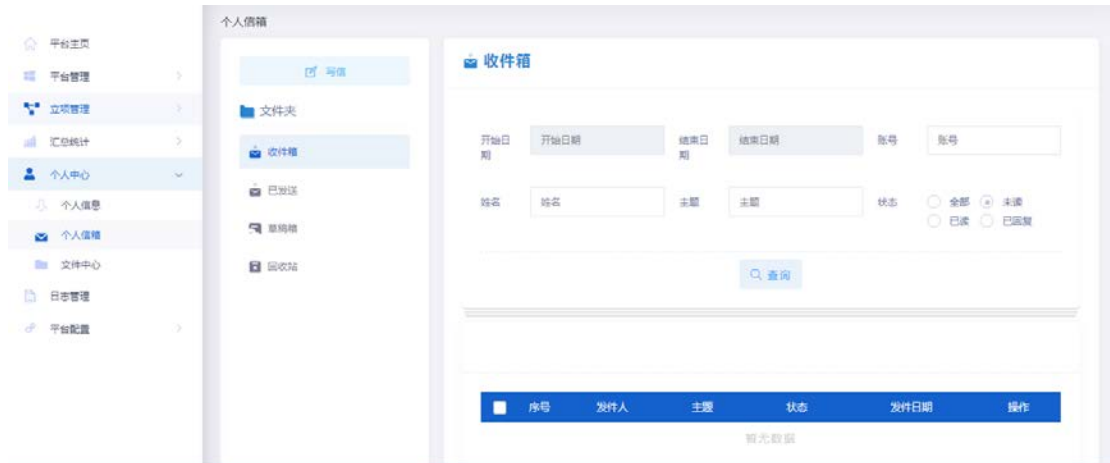 个人信箱
平台主页
平台管理
立项管理
汇总统计
个人中心
个人信息
个人信箱
文件中心
日志管理
平台配置
写信
文件夹
收件箱
已发送
草稿箱
回收站
收件箱
开始日期 开始日期 结束日期 结束日期 账号 账号
姓名 姓名 主题 主题 状态 全部 未读
已读 已回复
查询
序号 发件人 主题 状态 发件日期 操作
暂无数据